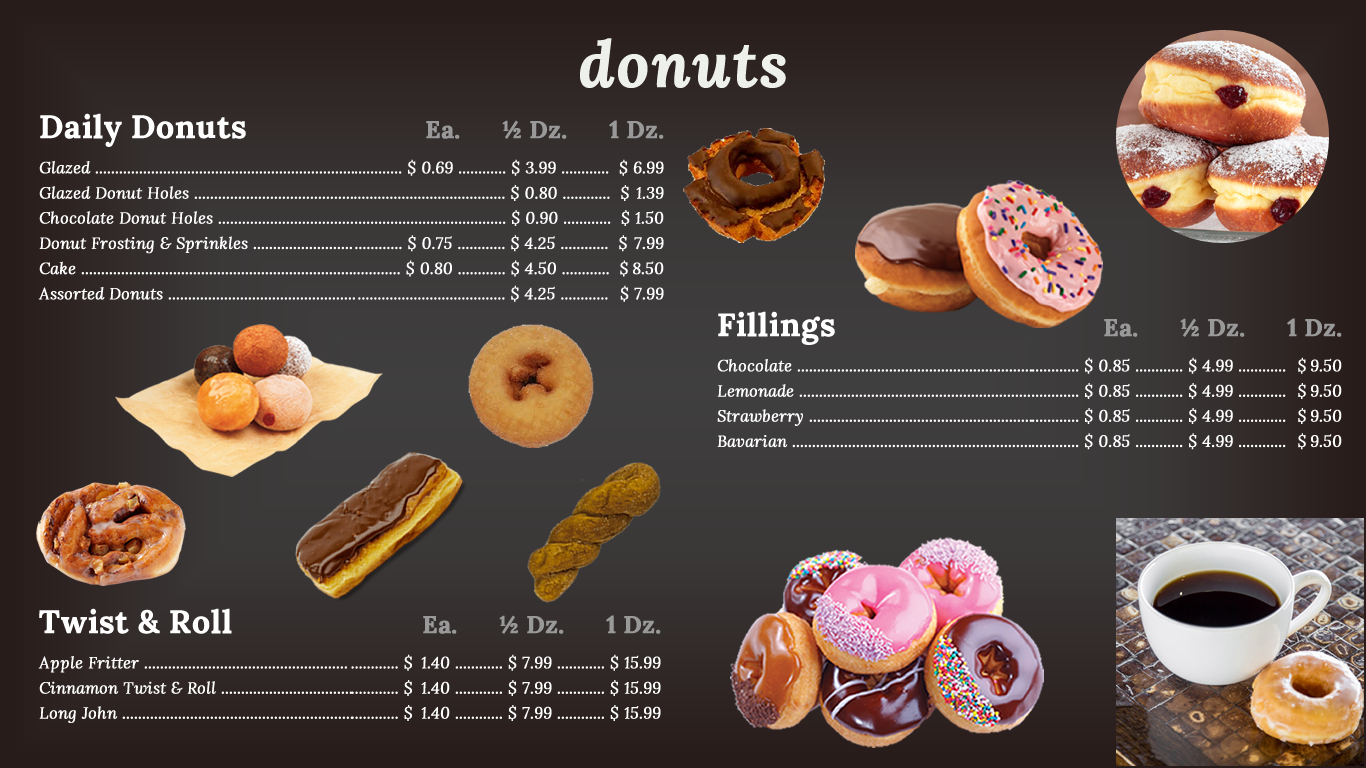 donuts
Daily Donuts Ea. ½ Dz. 1 Dz.
Glazed ........ $ 0.69 ........ $ 3.99 ........ $ 6.99
Glazed Donut Holes ........ $ 0.80 ........ $ 1.39
Chocolate Donut Holes ........ $ 0.90 ........ $ 1.50
Donut Frosting & Sprinkles ........ $ 0.75 ........ $ 4.25 ........ $ 7.99
Cake ........ $ 0.80 ........ $ 4.50 ........ $ 8.50
Assorted Donuts ........ $ 4.25 ........ $ 7.99
Fillings Ea. ½ Dz. 1 Dz.
Chocolate ........ $ 0.85 ........ $ 4.99 ........ $ 9.50
Lemonade ........ $ 0.85 ........ $ 4.99 ........ $ 9.50
Strawberry ........ $ 0.85 ........ $ 4.99 ........ $ 9.50
Bavarian ........ $ 0.85 ........ $ 4.99 ........ $ 9.50
Twist & Roll Ea. ½ Dz. 1 Dz.
Apple Fritter ........ $ 1.40 ........ $ 7.99 ........ $ 15.99
Cinnamon Twist & Roll ........ $ 1.40 ........ $ 7.99 ........ $ 15.99
Long John ........ $ 1.40 ........ $ 7.99 ........ $ 15.99